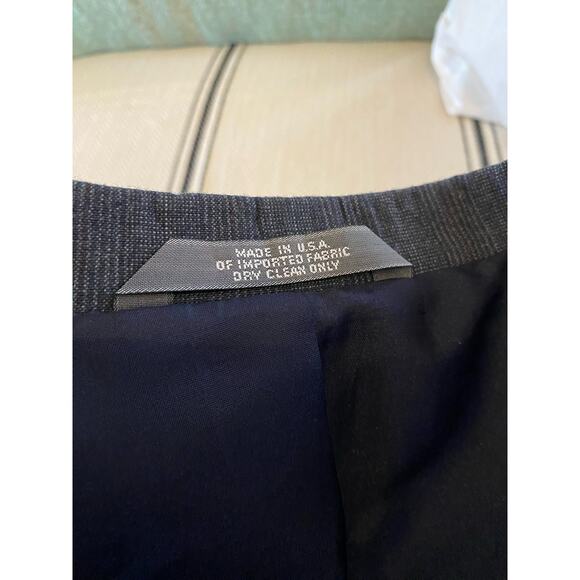 MADE IN U.S.A.
OF IMPORTED FABRIC
DRY CLEAN ONLY